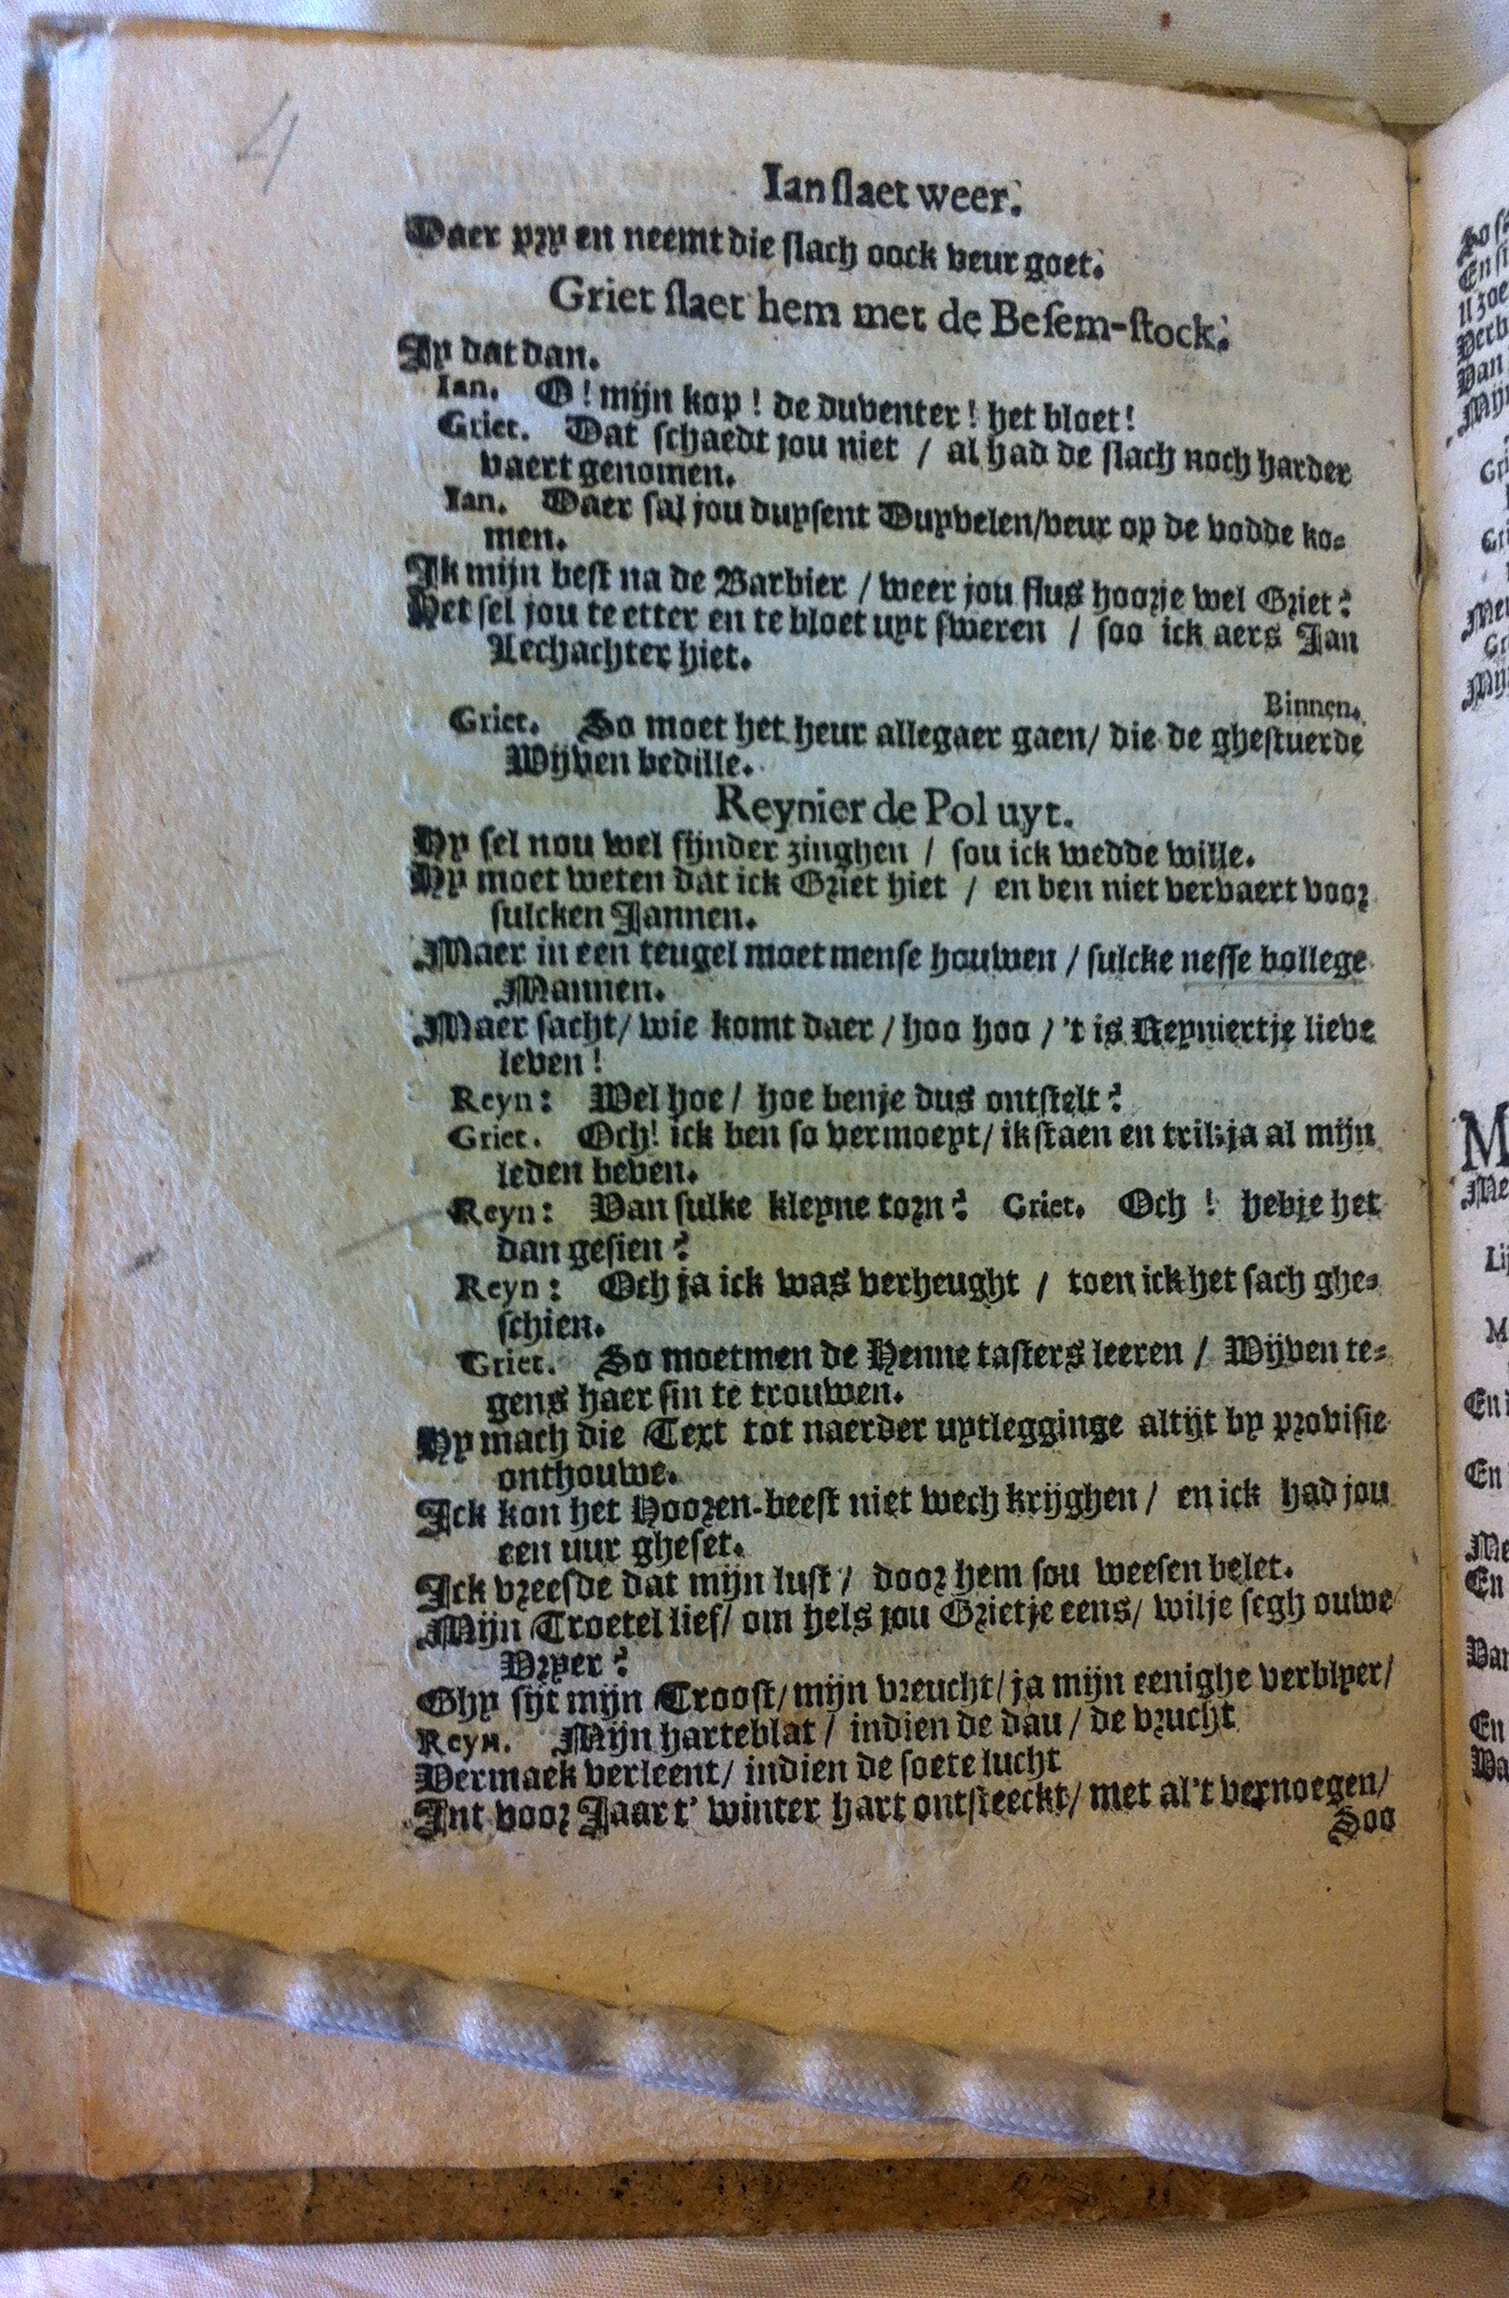 4
Ian slaet weer.
Daer pry en neemt die slach oock veur goet.
Griet slaet hem met de Besem-stock.
Jy dat dan.
Ian. O! mijn kop! de duventer! het bloet!
Griet. Dat schaedt jou niet / al had de slach noch harder
vaert genomen.
Ian. Daer sal jou duysent Duyvelen/veur op de vodde ko-
men.
Ik mijn best na de Barbier / weer jou flus hoorje wel Griet?
Het sel jou te etter en te bloet uyt sweren / soo ick aers Jan
Lechachter hiet.
Binnen.
Griet. So moet het heur allegaer gaen/ die de ghestuerde
Wijven bedille.
Reynier de Pol uyt.
Hy sel nou wel fijnder zinghen / sou ick wedde wille.
Hy moet weten dat ick Griet hiet / en ben niet vervaert voor
sulcken Jannen.
Maer in een teugel moet mense houwen / sulcke nesse bollege
Mannen.
Maer sacht/ wie komt daer / hoo hoo / 't is Reyniertje lieve
leven!
Reyn: Wel hoe / hoe benje dus ontstelt?
Griet. Och! ick ben so vermoeyt/ ik staen en tril ja al mijn
leden beven.
Reyn: Van sulke kleyne torn? Griet. Och! hebje het
dan gesien?
Reyn: Och ja ick was verheught / toen ick het sach ghe-
schien.
Griet. So moetmen de Henne tasters leeren / Wijven te-
gens haer sin te trouwen.
Hy mach die Text tot naerder uytlegginge altijt by provisie
onthouwe.
Ick kon het Hooren-beest niet wech krijghen / en ick had jou
een uur gheset.
Ick vreesde dat mijn lust / door hem sou weesen belet.
Mijn Troetel lief/ om hels jou Grietje eens/ wilje segh ouwe
Vryer?
Ghy sijt mijn Troost/ mijn vreucht/ ja mijn eenighe verblyer/
Reyn. Mijn harteblat / indien de dau / de vrucht
Vermaek verleent/ indien de soete lucht
Int voor Jaar t' winter hart ontsteeckt/ met al't vernoegen/
Soo